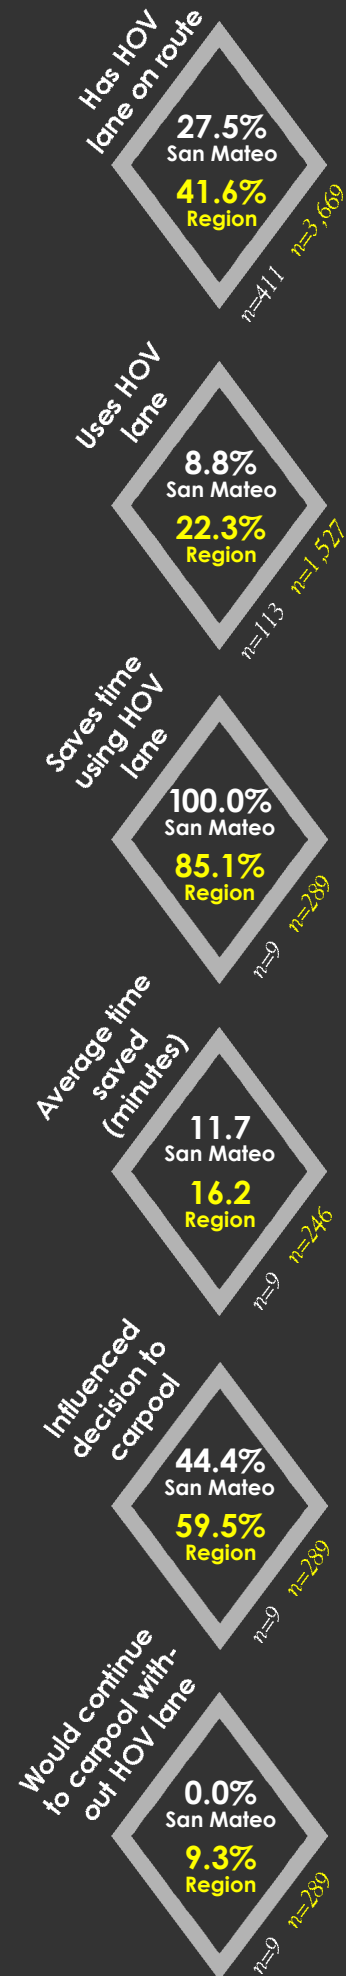 Has HOV
lane on route
27.5%
San Mateo
41.6%
Region
n=411
n=3,669
Uses HOV
lane
8.8%
San Mateo
22.3%
Region
n=113
n=1,527
Saves time
using HOV
lane
100.0%
San Mateo
85.1%
Region
n=9
n=289
Average time
saved
(minutes)
11.7
San Mateo
16.2
Region
n=9
n=246
Influenced
decision to
carpool
44.4%
San Mateo
59.5%
Region
n=9
n=289
Would continue
to carpool with-
out HOV lane
0.0%
San Mateo
9.3%
Region
n=9
n=289